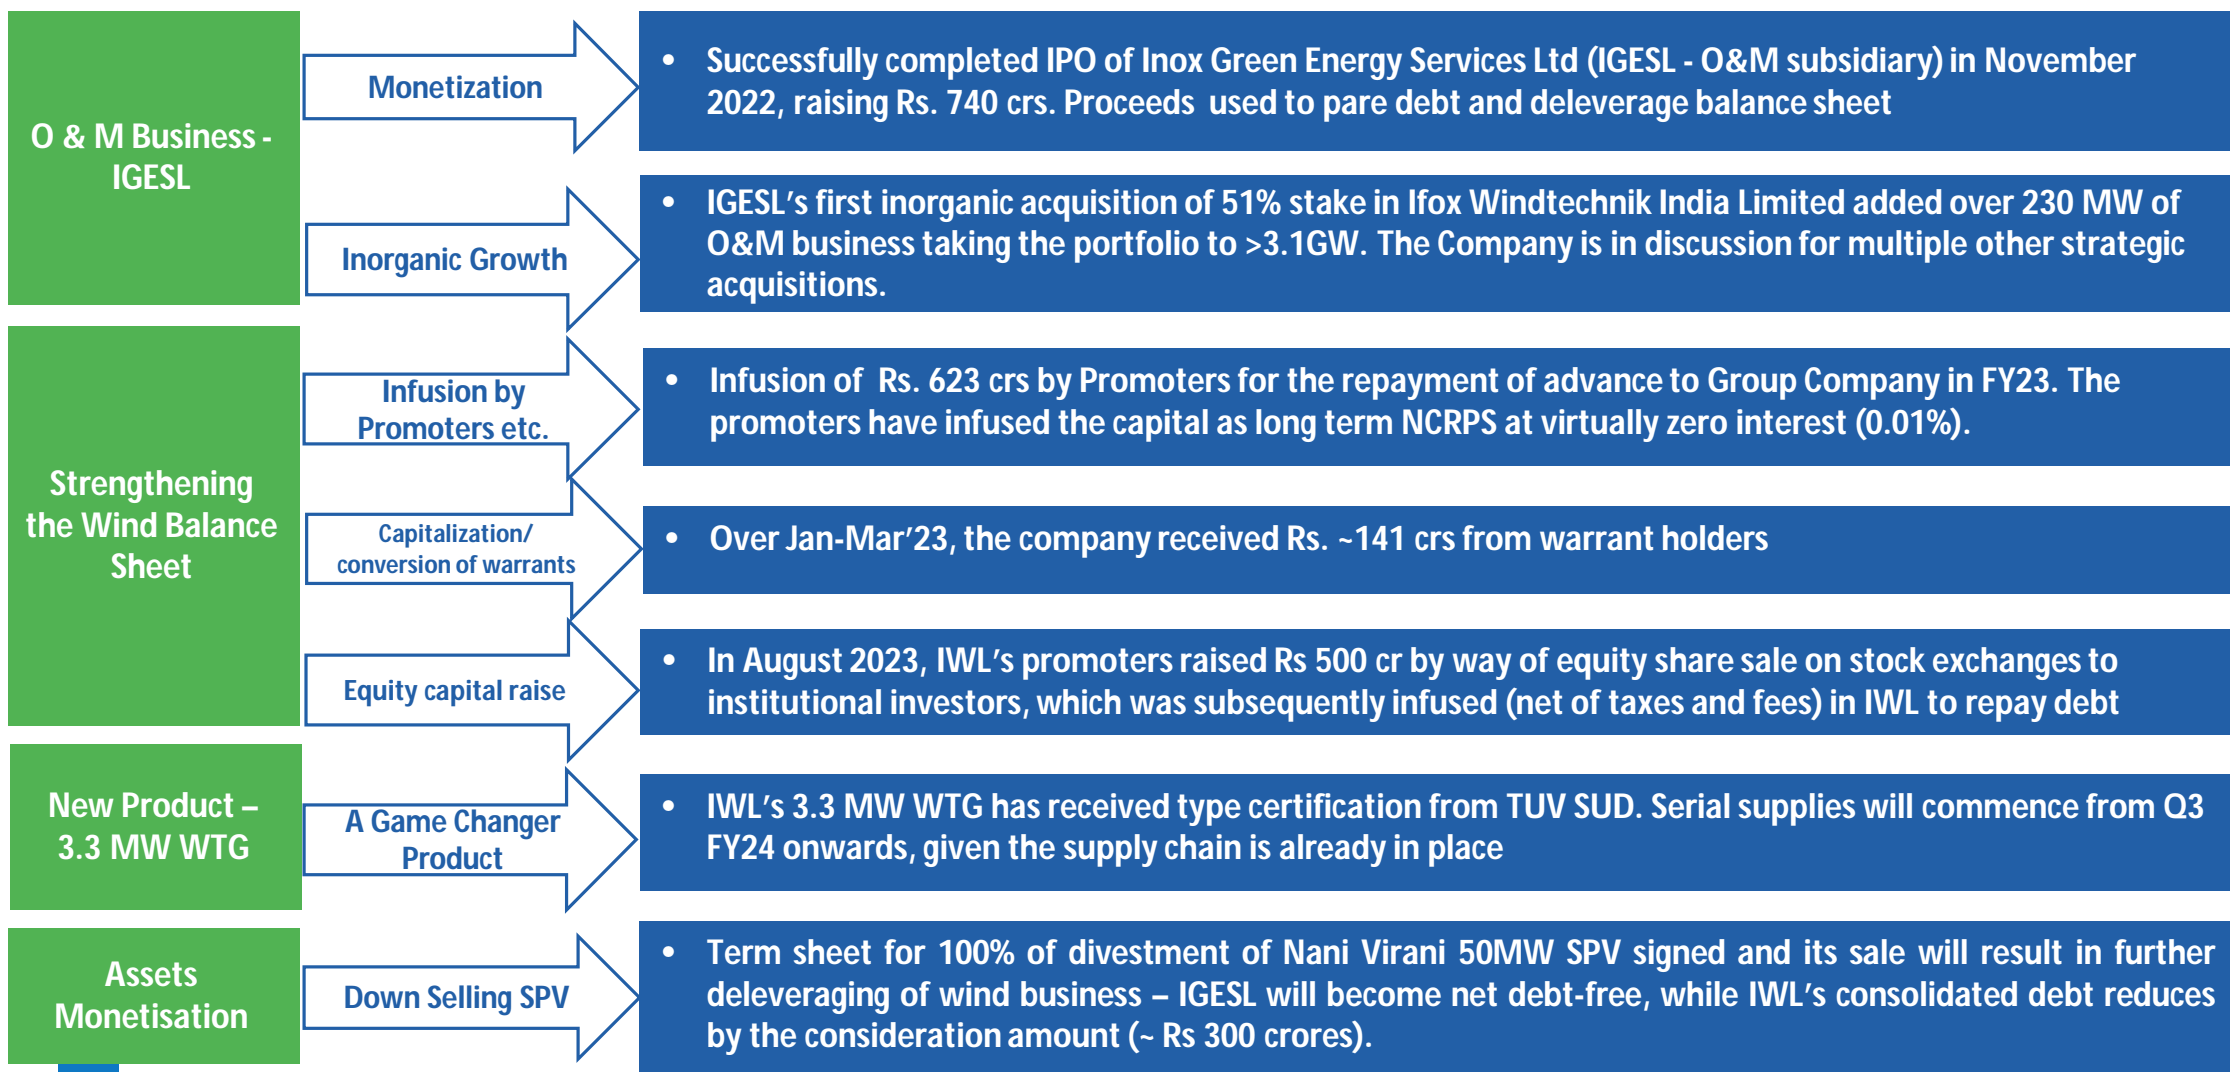 O & M Business -
IGESL
Monetization
• Successfully completed IPO of Inox Green Energy Services Ltd (IGESL - O&M subsidiary) in November
2022, raising Rs. 740 crs. Proceeds used to pare debt and deleverage balance sheet
Inorganic Growth
• IGESL's first inorganic acquisition of 51% stake in Ifox Windtechnik India Limited added over 230 MW of
O&M business taking the portfolio to >3.1GW. The Company is in discussion for multiple other strategic
acquisitions.
Strengthening
the Wind Balance
Sheet
Infusion by
Promoters etc.
• Infusion of Rs. 623 crs by Promoters for the repayment of advance to Group Company in FY23. The
promoters have infused the capital as long term NCRPS at virtually zero interest (0.01%).
Capitalization/
conversion of warrants
• Over Jan-Mar'23, the company received Rs. ~141 crs from warrant holders
Equity capital raise
• In August 2023, IWL's promoters raised Rs 500 cr by way of equity share sale on stock exchanges to
institutional investors, which was subsequently infused (net of taxes and fees) in IWL to repay debt
New Product –
3.3 MW WTG
A Game Changer
Product
• IWL's 3.3 MW WTG has received type certification from TUV SUD. Serial supplies will commence from Q3
FY24 onwards, given the supply chain is already in place
Assets
Monetisation
Down Selling SPV
• Term sheet for 100% of divestment of Nani Virani 50MW SPV signed and its sale will result in further
deleveraging of wind business – IGESL will become net debt-free, while IWL's consolidated debt reduces
by the consideration amount (~ Rs 300 crores).